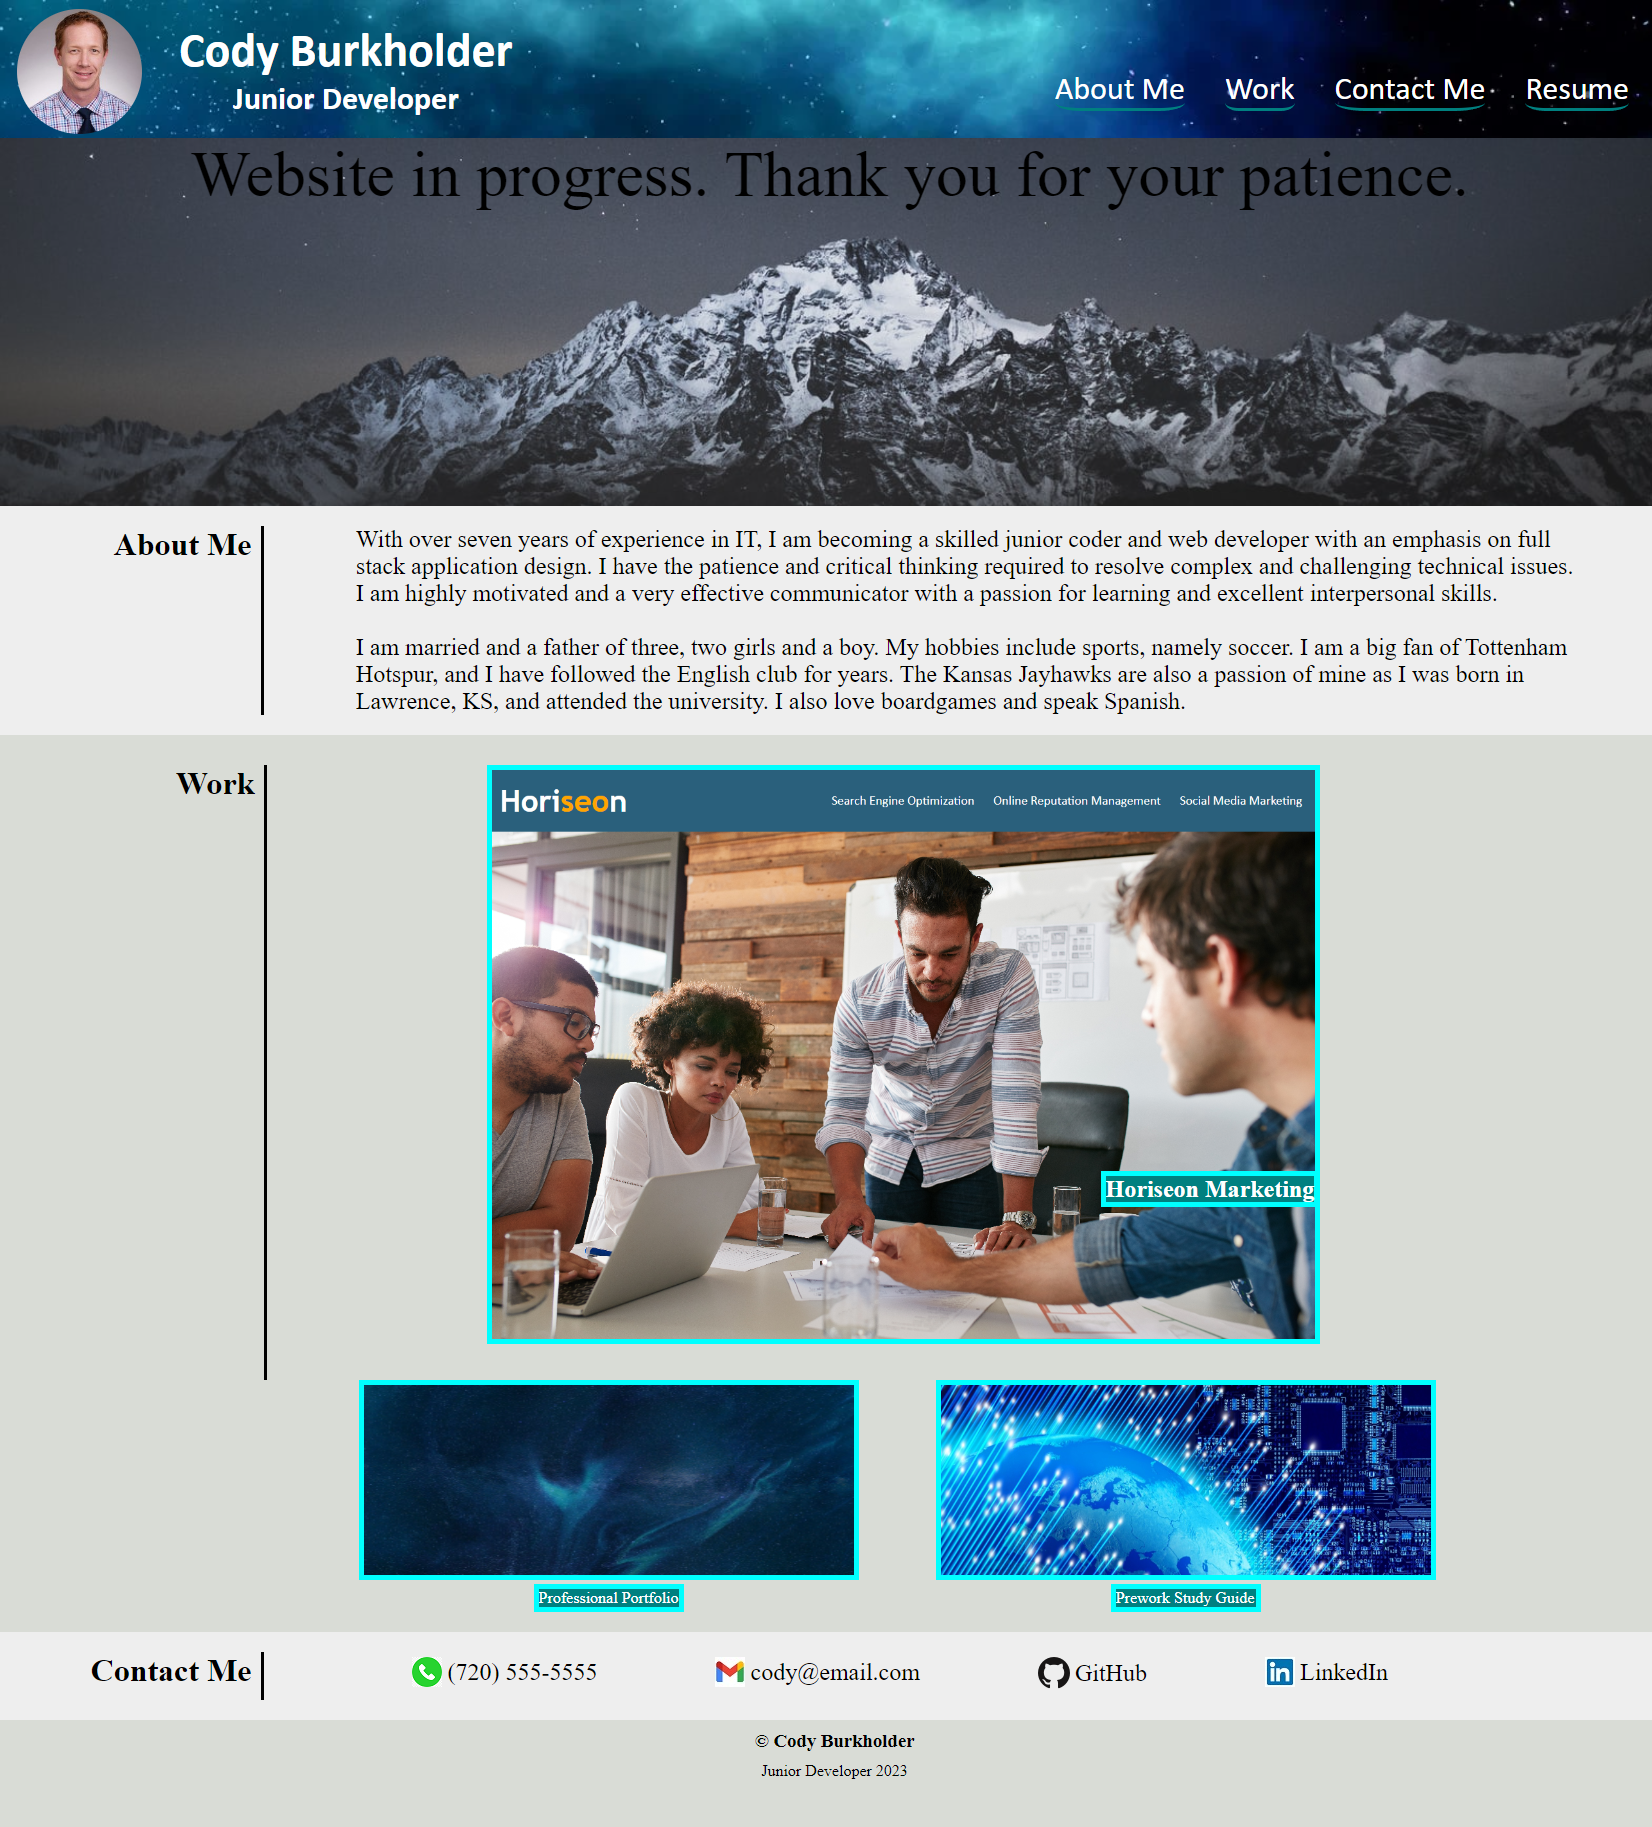 Cody Burkholder
Junior Developer
About Me
Work
Contact Me
Resume
Website in progress. Thank you for your patience.
About Me
With over seven years of experience in IT, I am becoming a skilled junior coder and web developer with an emphasis on full
stack application design. I have the patience and critical thinking required to resolve complex and challenging technical issues.
I am highly motivated and a very effective communicator with a passion for learning and excellent interpersonal skills.
I am married and a father of three, two girls and a boy. My hobbies include sports, namely soccer. I am a big fan of Tottenham
Hotspur, and I have followed the English club for years. The Kansas Jayhawks are also a passion of mine as I was born in
Lawrence, KS, and attended the university. I also love boardgames and speak Spanish.
Work
Horiseon
Search Engine Optimization
Online Reputation Management
Social Media Marketing
Horiseon Marketing
Professional Portfolio
Prework Study Guide
Contact Me
(720) 555-5555
cody@email.com
GitHub
in LinkedIn
© Cody Burkholder
Junior Developer 2023